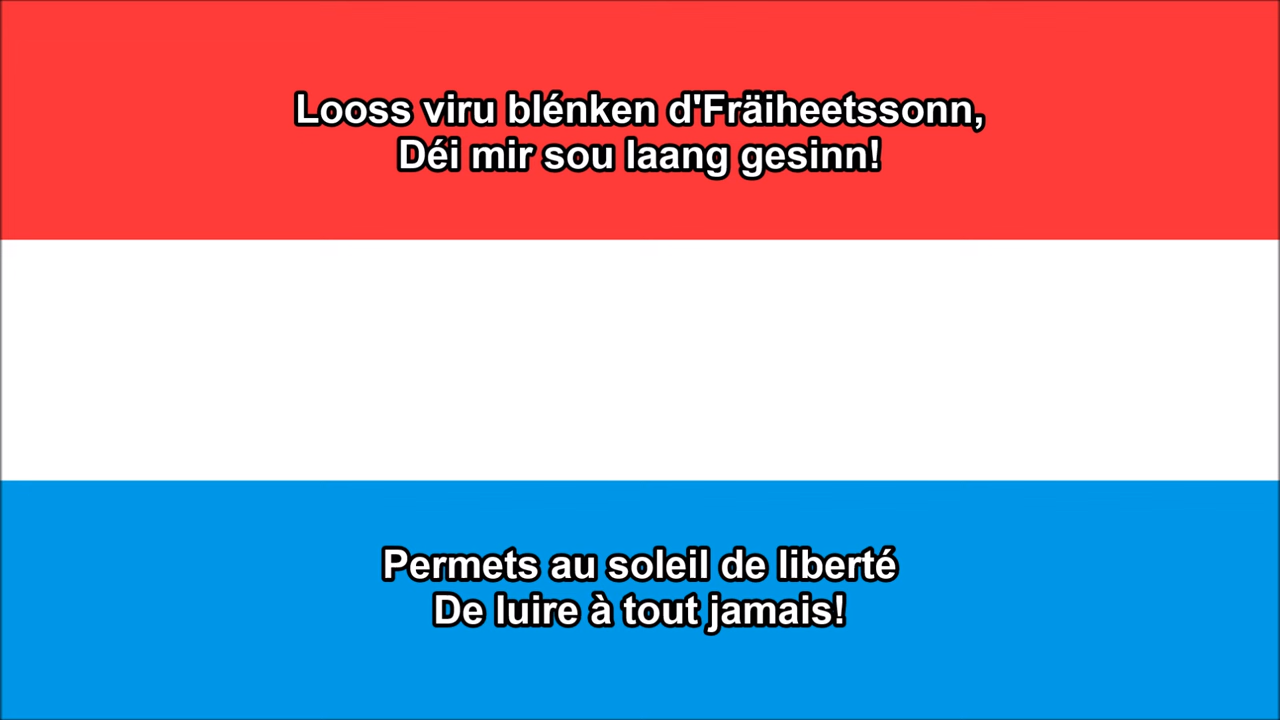 Looss viru blénken d'Fräiheetssonn,
Déi mir sou laang gesinn!
Permets au soleil de liberté
De luire à tout jamais!